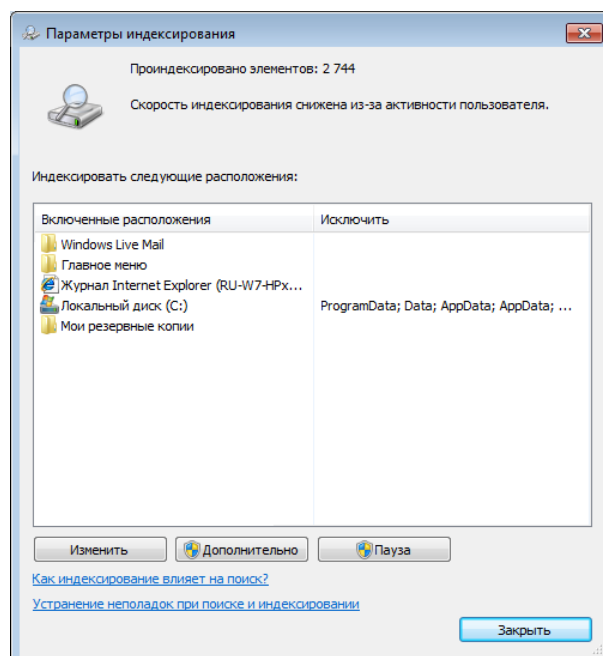 Параметры индексирования
Проиндексировано элементов: 2 744
Скорость индексирования снижена из-за активности пользователя.
Индексировать следующие расположения:
Включенные расположения Исключить
Windows Live Mail
Главное меню
Журнал Internet Explorer (RU-W7-HPx...
Локальный диск (C:) ProgramData; Data; AppData; AppData; ...
Мои резервные копии
Изменить Дополнительно Пауза
Как индексирование влияет на поиск?
Устранение неполадок при поиске и индексировании
Закрыть